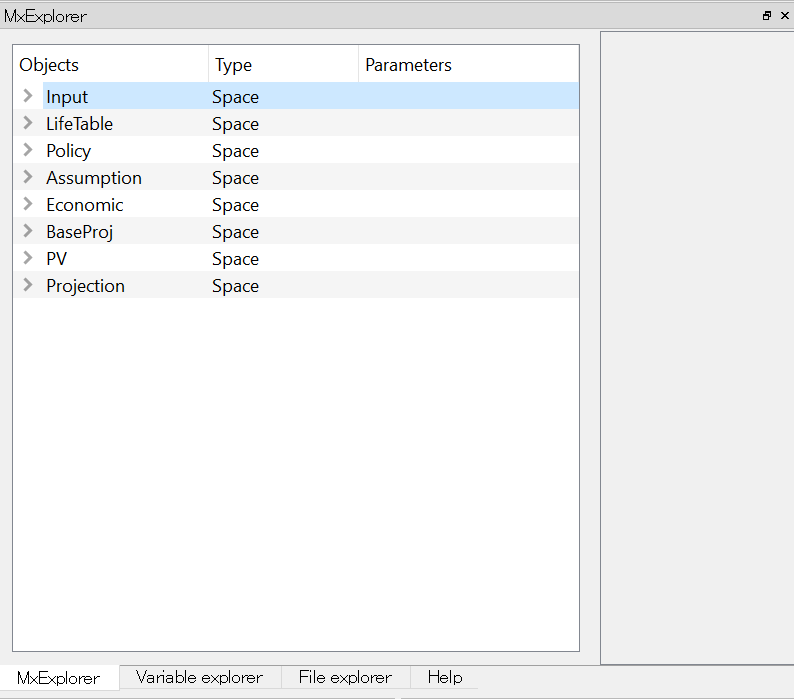 MxExplorer
Objects Type Parameters
Input Space
LifeTable Space
Policy Space
Assumption Space
Economic Space
BaseProj Space
PV Space
Projection Space
MxExplorer Variable explorer File explorer Help